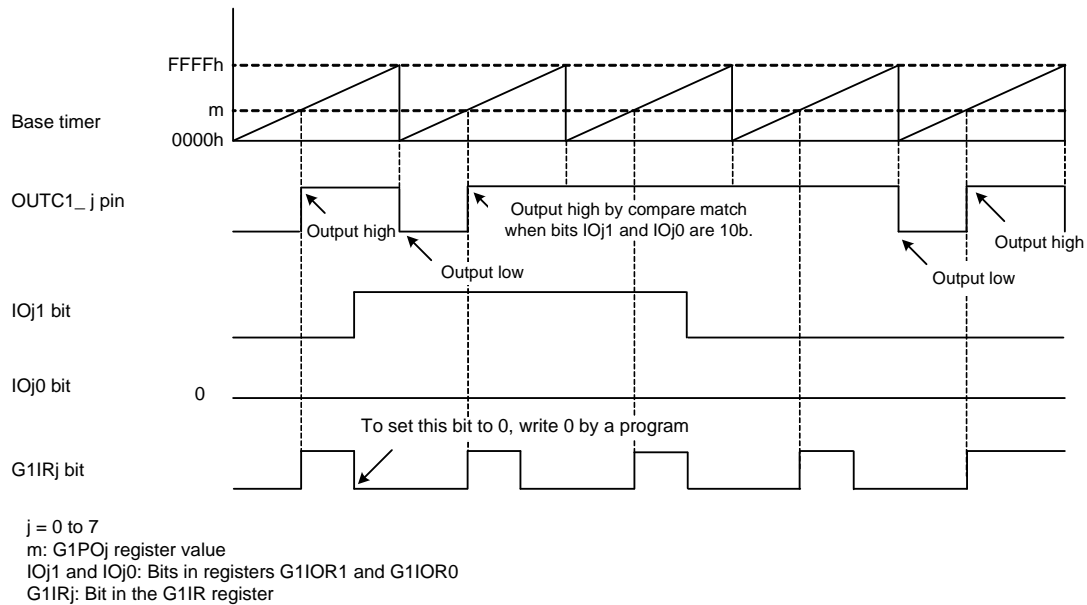 FFFFh
m
Base timer
0000h
OUTC1_ j pin
Output high
Output high by compare match
when bits IOj1 and IOj0 are 10b.
Output high
Output low
Output low
IOj1 bit
IOj0 bit
0
To set this bit to 0, write 0 by a program
G1IRj bit
j = 0 to 7
m: G1POj register value
IOj1 and IOj0: Bits in registers G1IOR1 and G1IOR0
G1IRj: Bit in the G1IR register